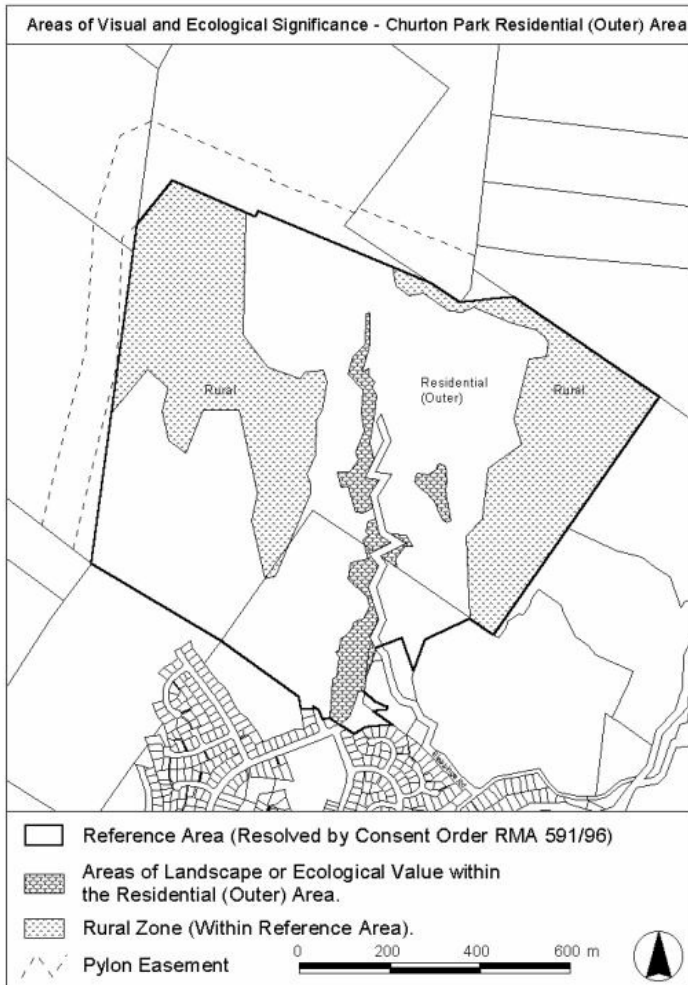 Areas of Visual and Ecological Significance - Churton Park Residential (Outer) Area
Rural
Residential
(Outer)
Rural
Reference Area (Resolved by Consent Order RMA 591/96)
Areas of Landscape or Ecological Value within
the Residential (Outer) Area.
Rural Zone (Within Reference Area).
Pylon Easement
0 200 400 600 m